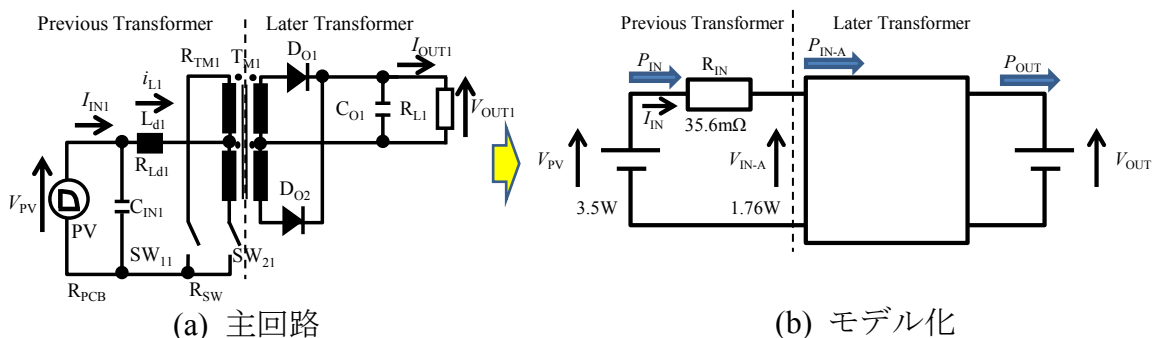 Previous Transformer
Later Transformer
R_TM1
T_M1
D_O1
I_OUT1
I_IN1
i_L1
L_d1
C_O1
R_L1
V_OUT1
R_Ld1
V_PV
PV
C_IN1
D_O2
SW_11
SW_21
R_PCB
R_SW
(a) 主回路
Previous Transformer
Later Transformer
P_IN
R_IN
P_IN-A
P_OUT
I_IN
35.6mΩ
V_PV
V_IN-A
V_OUT
3.5W
1.76W
(b) モデル化